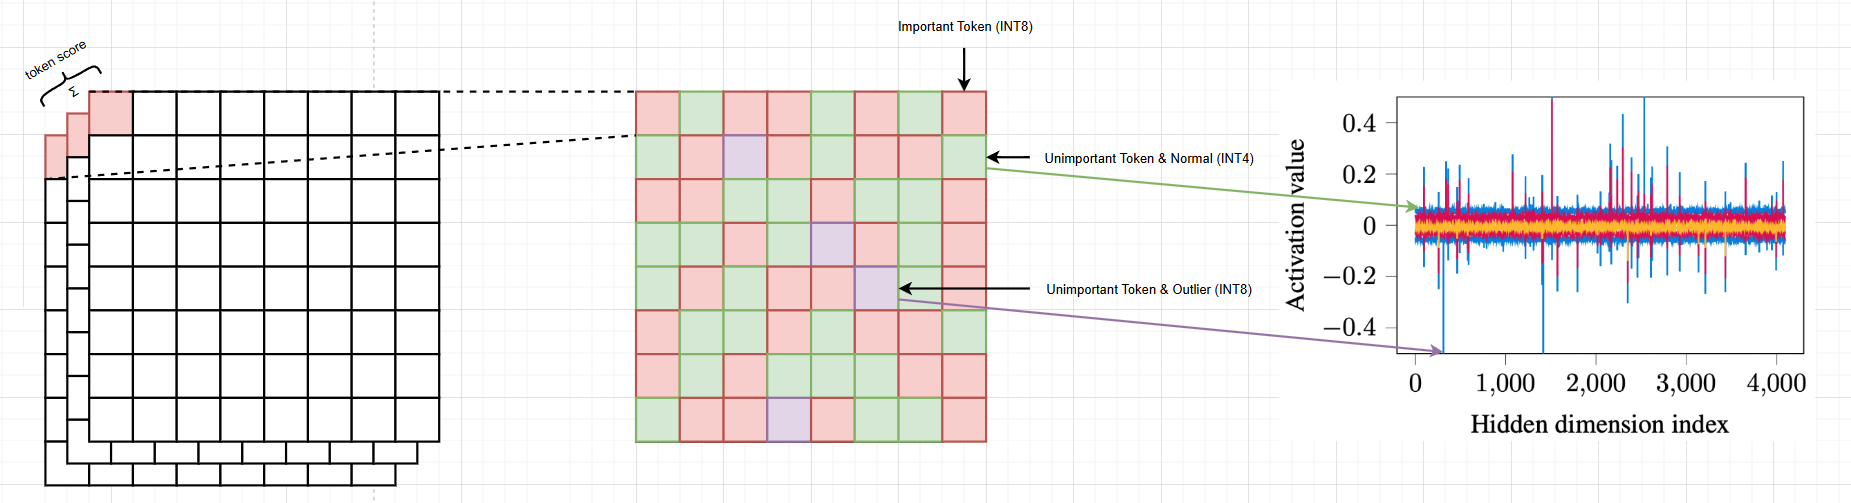 token score
Σ
Important Token (INT8)
Unimportant Token & Normal (INT4)
Unimportant Token & Outlier (INT8)
Activation value
0.4
0.2
0
−0.2
−0.4
0
1,000
2,000
3,000
4,000
Hidden dimension index